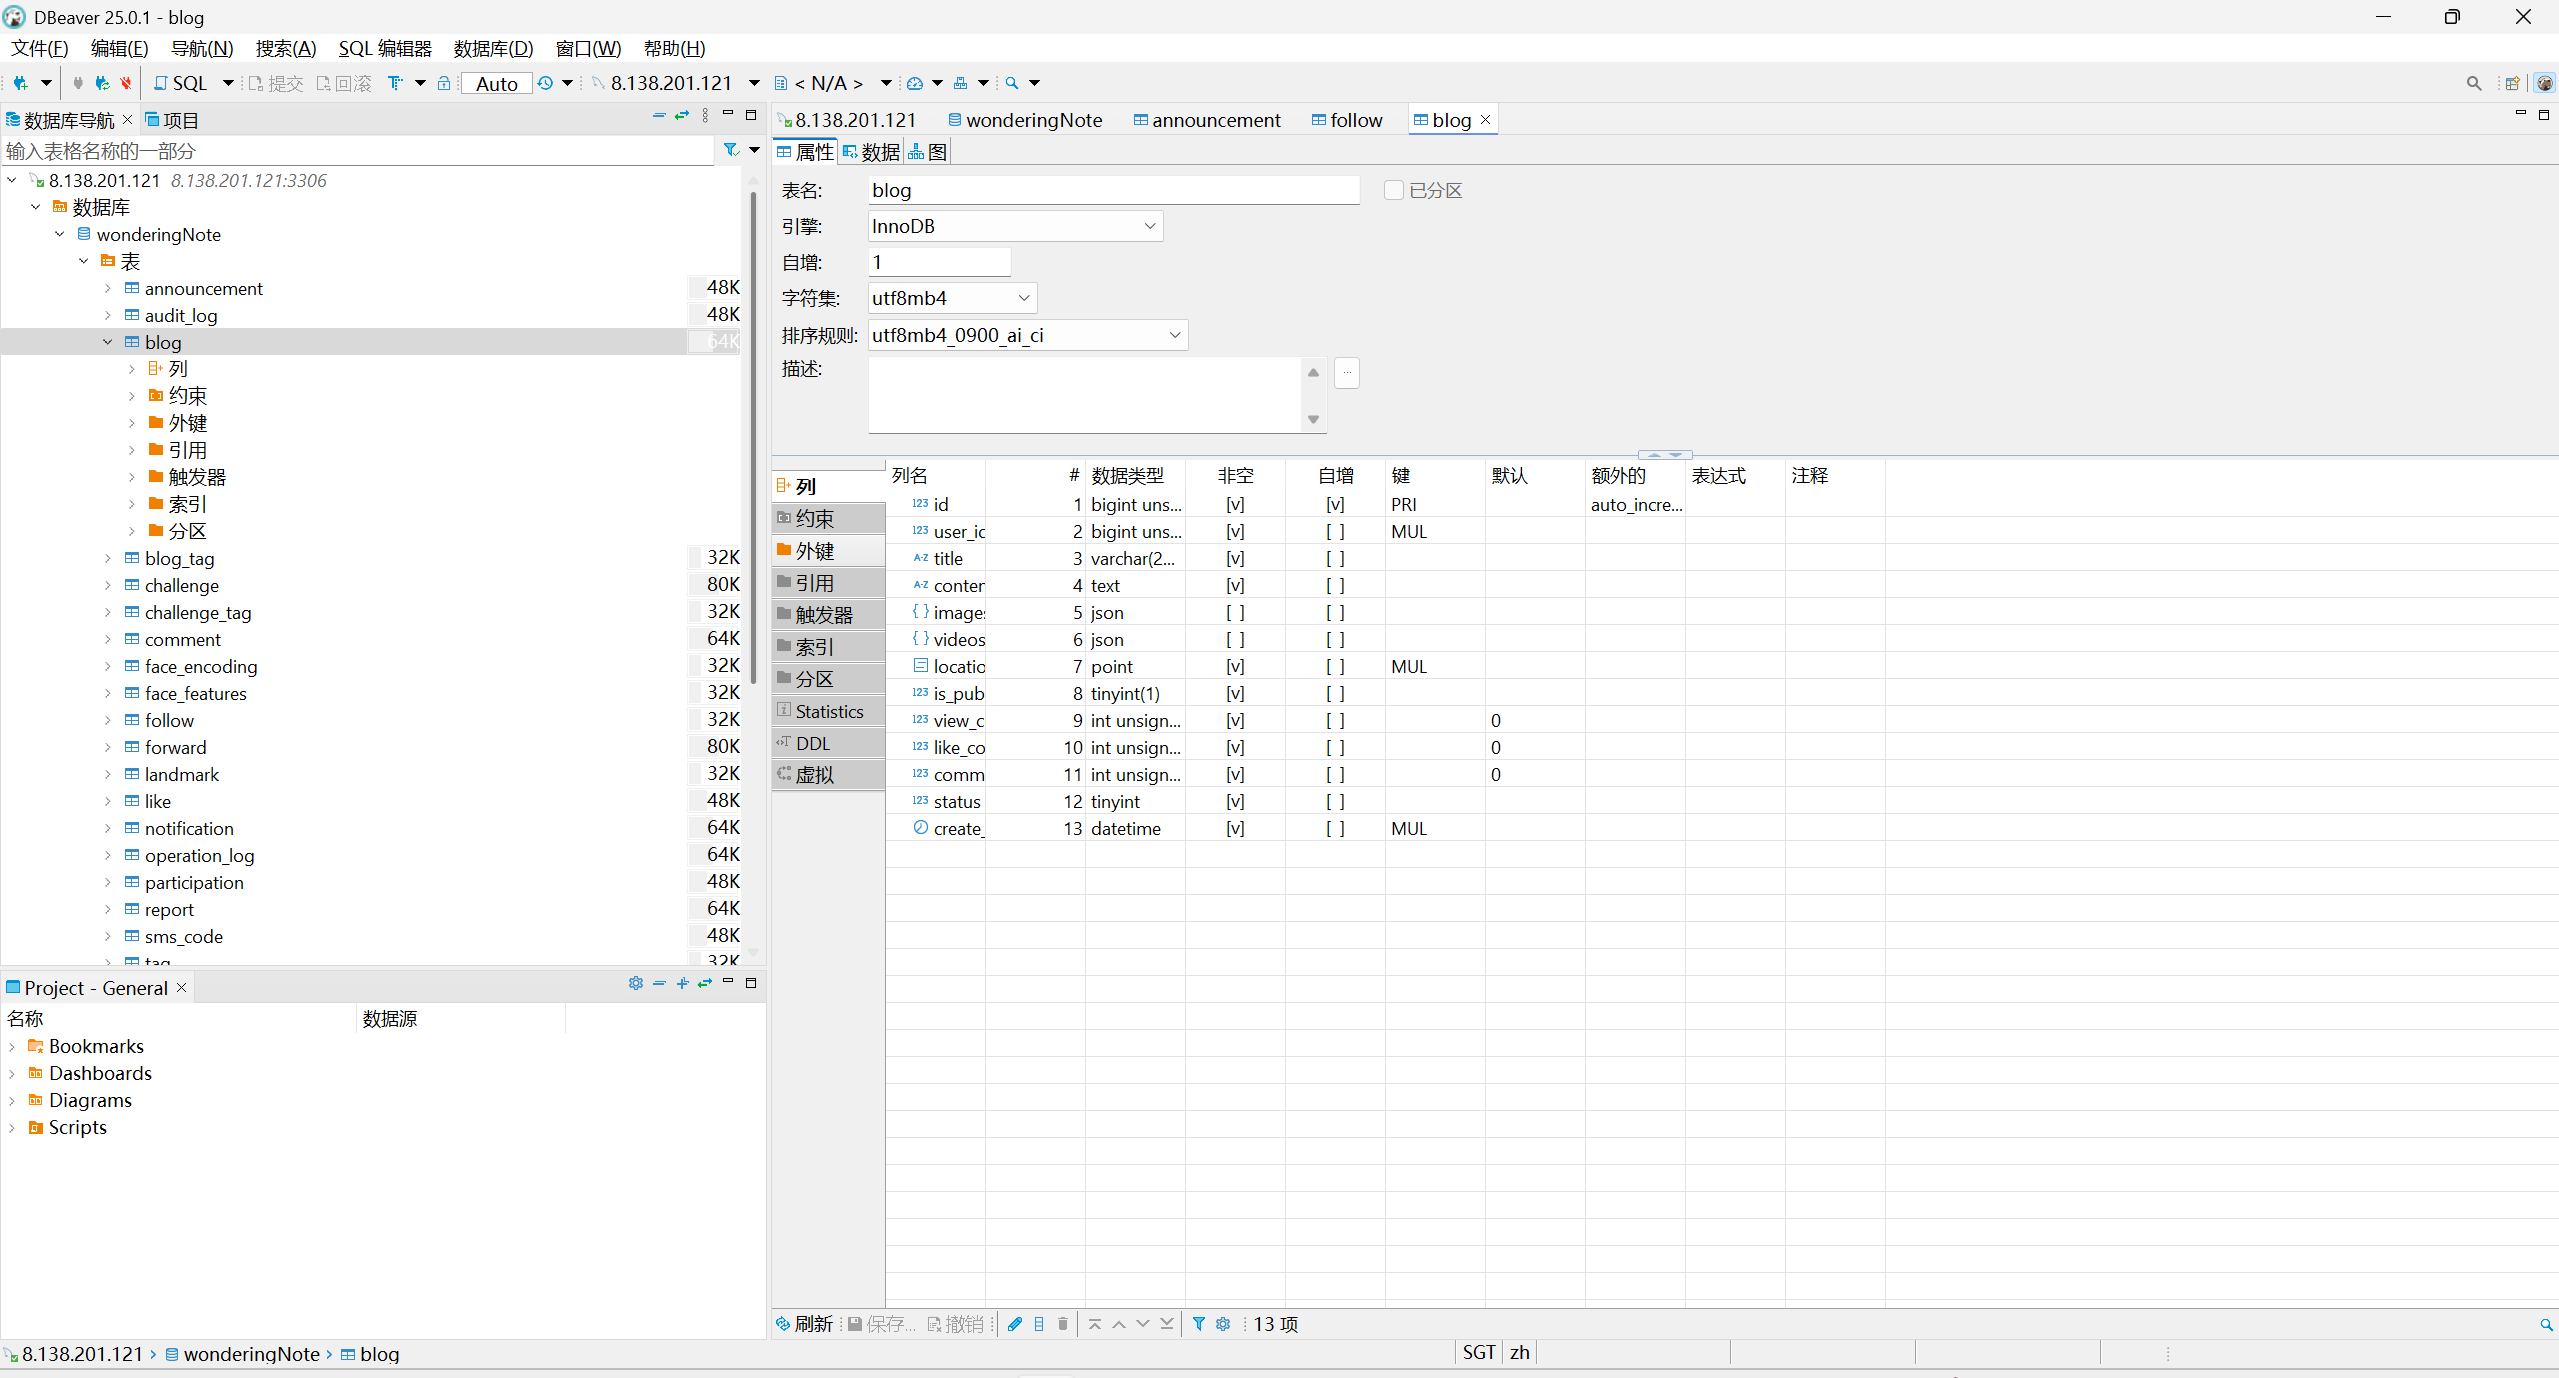 DBeaver 25.0.1 - blog
文件(F) 编辑(E) 导航(N) 搜索(A) SQL 编辑器 数据库(D) 窗口(W) 帮助(H)
SQL 提交 回滚 Auto 8.138.201.121 < N/A >
数据库导航 项目
输入表格名称的一部分
8.138.201.121 8.138.201.121:3306
数据库
wonderingNote
表
announcement 48K
audit_log 48K
blog 64K
列
约束
外键
引用
触发器
索引
分区
blog_tag 32K
challenge 80K
challenge_tag 32K
comment 64K
face_encoding 32K
face_features 32K
follow 32K
forward 80K
landmark 32K
like 48K
notification 64K
operation_log 64K
participation 48K
report 64K
sms_code 48K
tag 32K
Project - General
名称 数据源
Bookmarks
Dashboards
Diagrams
Scripts
8.138.201.121 wonderingNote announcement follow blog
属性 数据 图
表名: blog 已分区
引擎: InnoDB
自增: 1
字符集: utf8mb4
排序规则: utf8mb4_0900_ai_ci
描述: ...
列
约束
外键
引用
触发器
索引
分区
Statistics
DDL
虚拟
列名 # 数据类型 非空 自增 键 默认 额外的 表达式 注释
123 id 1 bigint uns... [v] [v] PRI auto_incre...
123 user_ic 2 bigint uns... [v] [ ] MUL
A-Z title 3 varchar(2... [v] [ ]
A-Z conter 4 text [v] [ ]
{ } image: 5 json [ ] [ ]
{ } videos 6 json [ ] [ ]
locatio 7 point [v] [ ] MUL
123 is_pub 8 tinyint(1) [v] [ ]
123 view_c 9 int unsign... [v] [ ] 0
123 like_co 10 int unsign... [v] [ ] 0
123 comm 11 int unsign... [v] [ ] 0
123 status 12 tinyint [v] [ ]
create_ 13 datetime [v] [ ] MUL
刷新 保存... 撤销 13 项
8.138.201.121 › wonderingNote › blog SGT zh